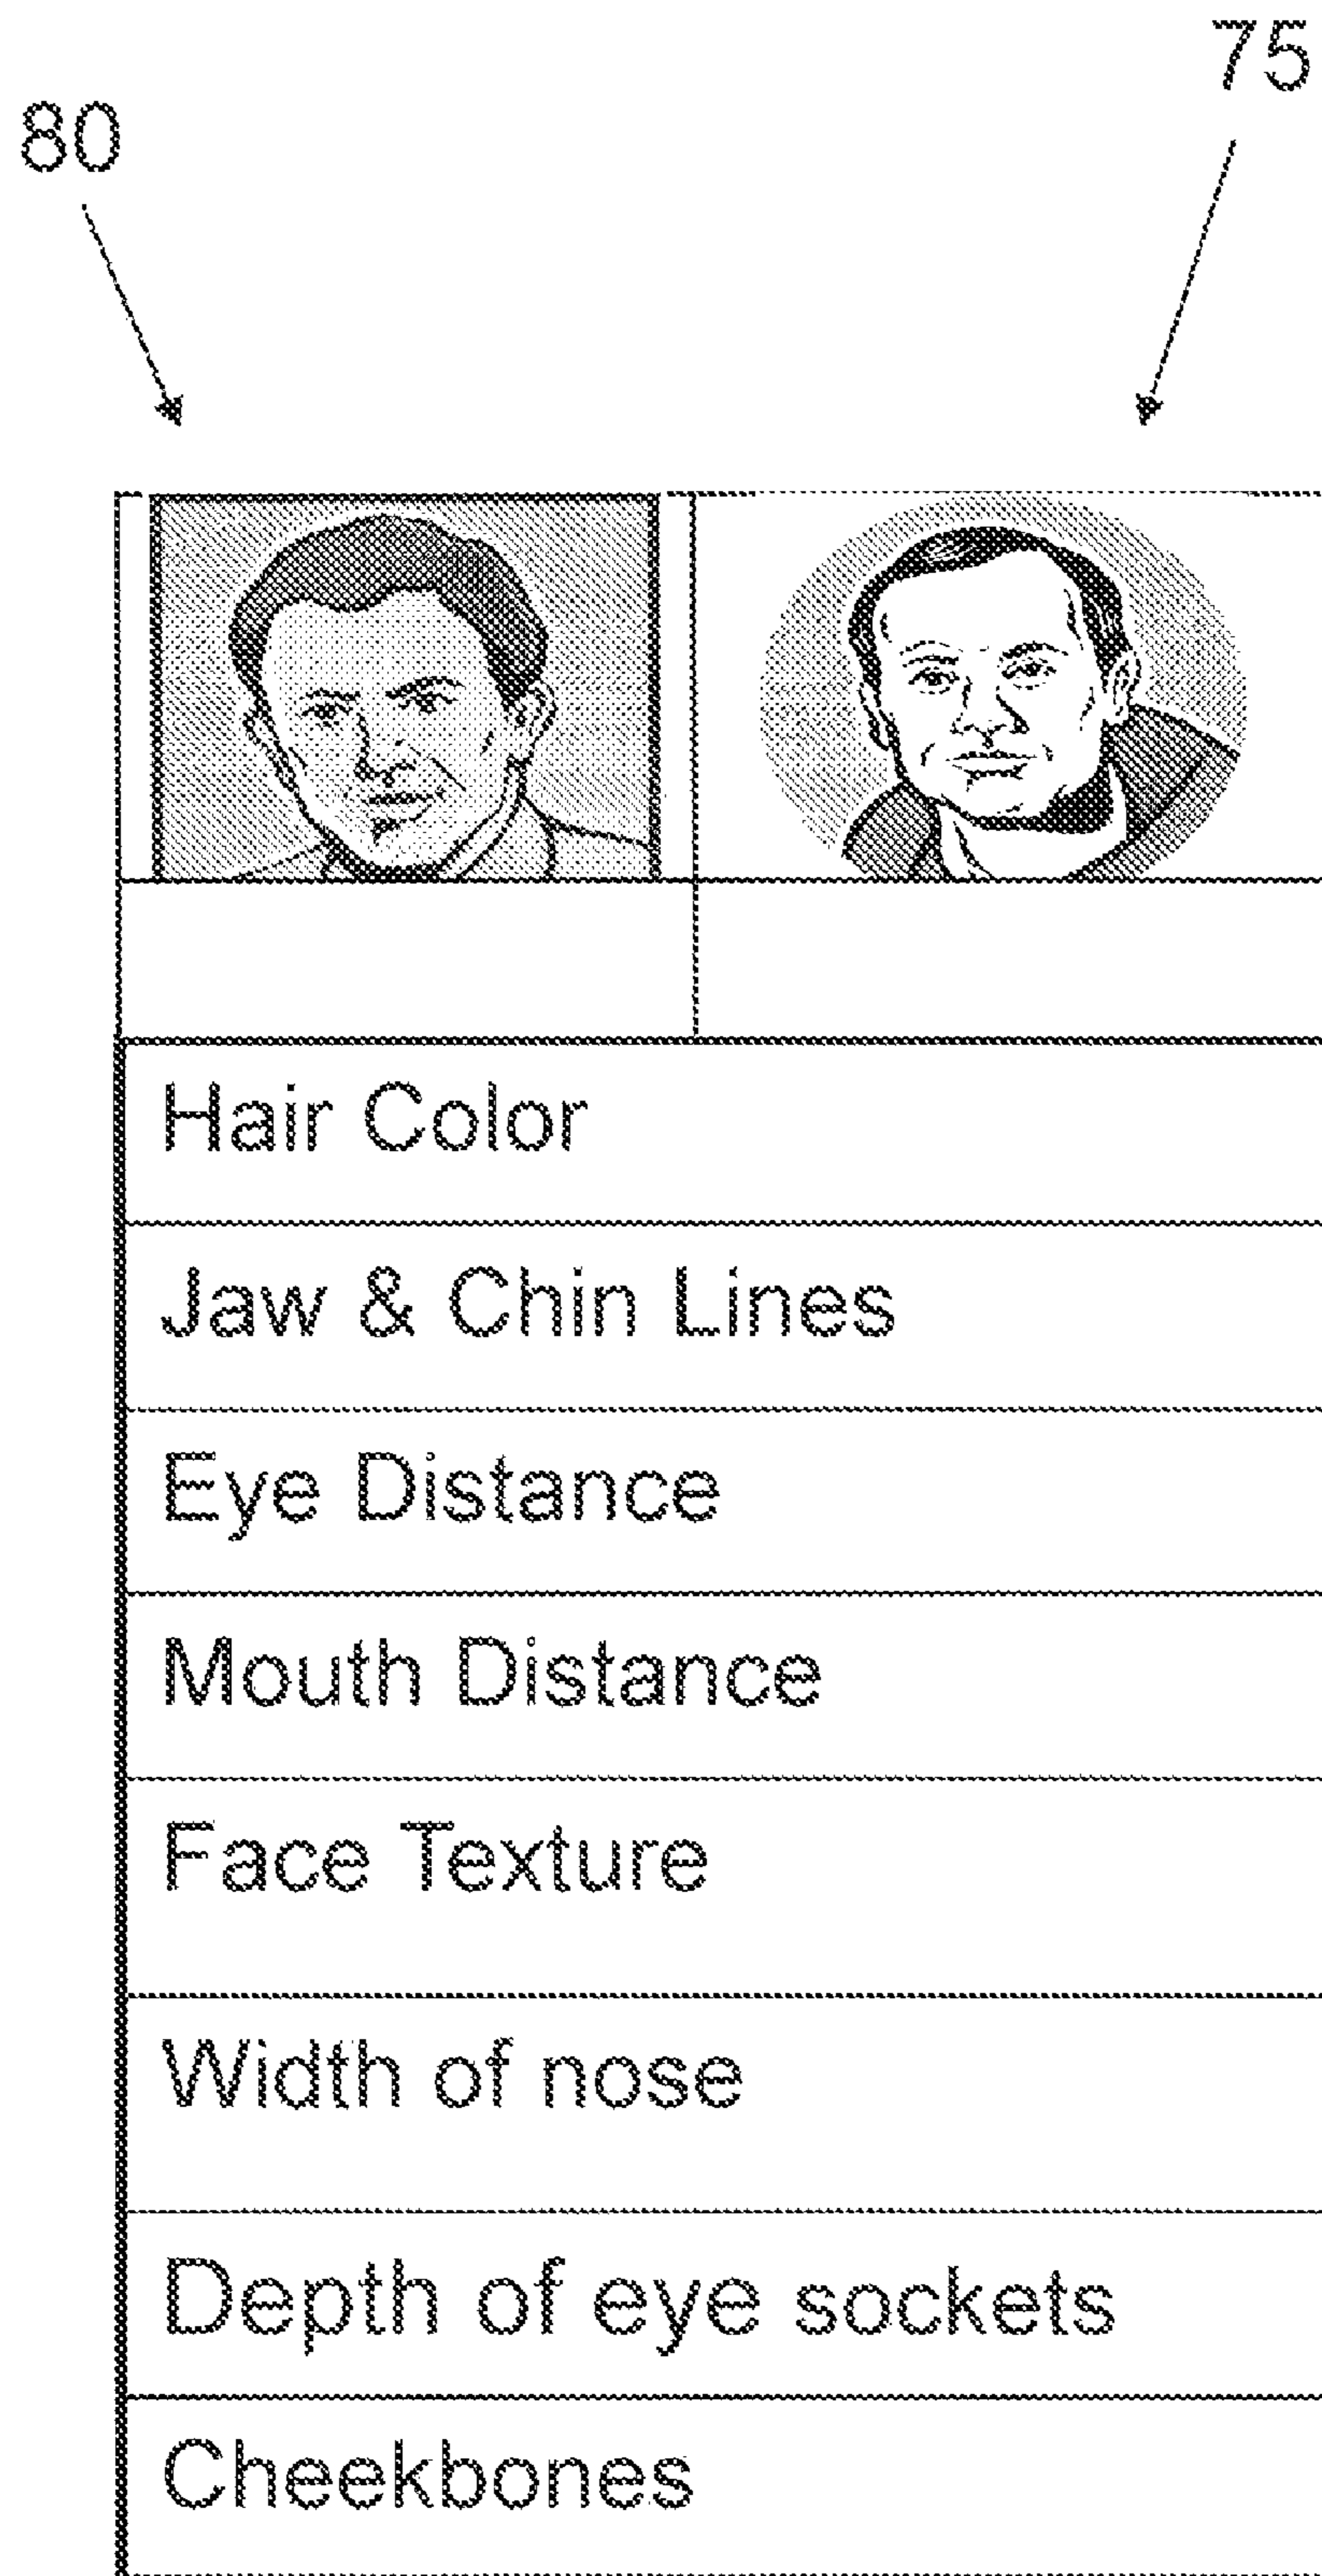 75
80
Hair Color
Jaw & Chin Lines
Eye Distance
Mouth Distance
Face Texture
Width of nose
Depth of eye sockets
Cheekbones